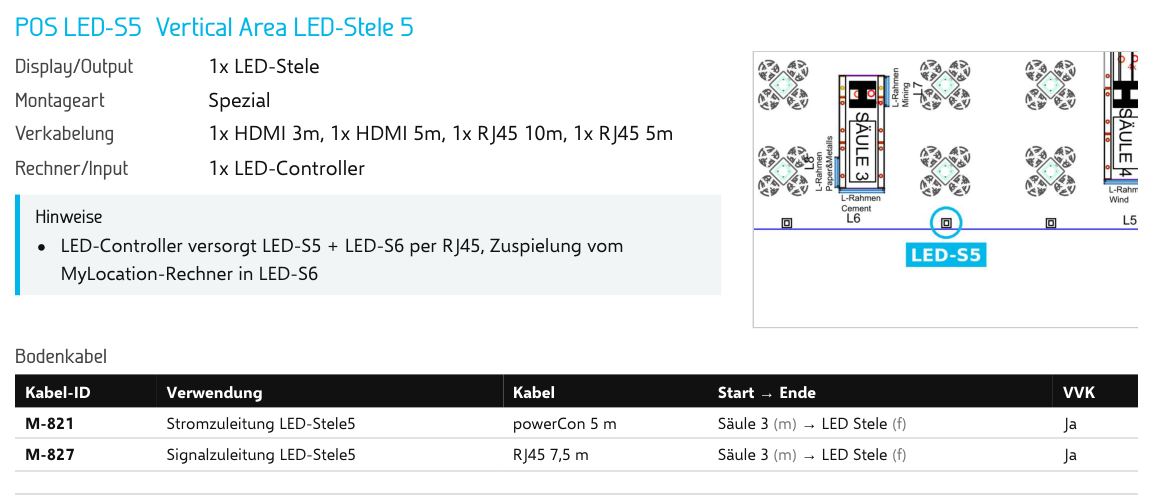 POS LED-S5 Vertical Area LED-Stele 5
Display/Output 1x LED-Stele
Montageart Spezial
Verkabelung 1x HDMI 3m, 1x HDMI 5m, 1x RJ45 10m, 1x RJ45 5m
Rechner/Input 1x LED-Controller
Hinweise
• LED-Controller versorgt LED-S5 + LED-S6 per RJ45, Zuspielung vom
MyLocation-Rechner in LED-S6
L-Rahmen
Mining
L7
SÄULE 3
SÄULE 4
L8
L-Rahmen
Paper&Metalls
L-Rahmen
Cement
L6
L-Rahm
Wind
L5
LED-S5
Bodenkabel
Kabel-ID Verwendung Kabel Start → Ende VVK
M-821 Stromzuleitung LED-Stele5 powerCon 5 m Säule 3 (m) → LED Stele (f) Ja
M-827 Signalzuleitung LED-Stele5 RJ45 7,5 m Säule 3 (m) → LED Stele (f) Ja